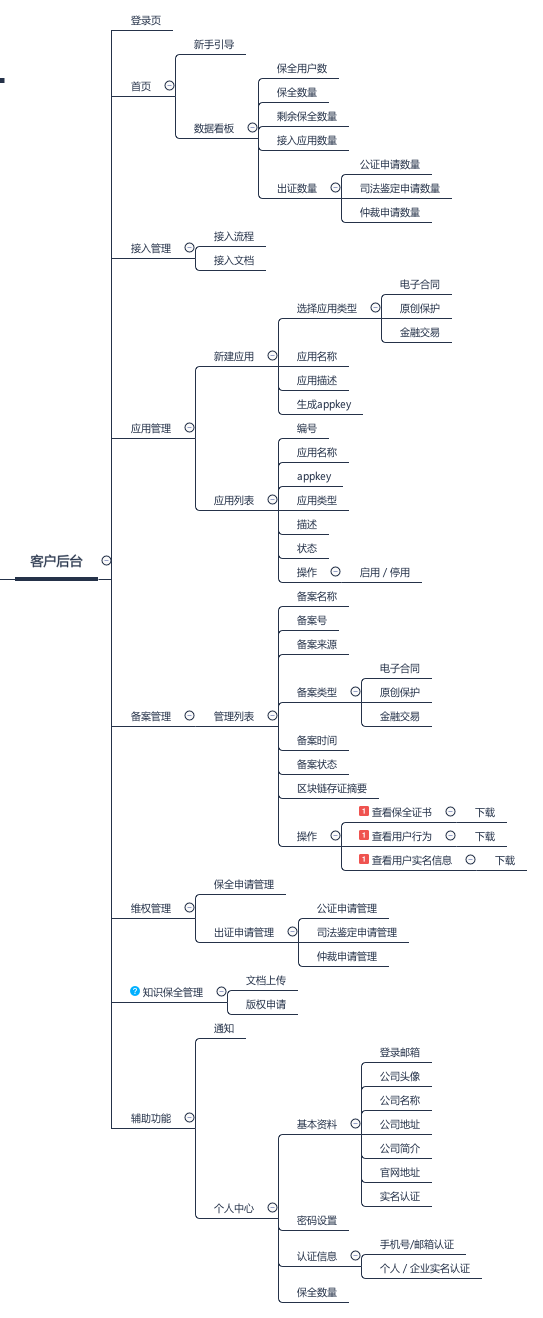 登录页
新手引导
首页
保全用户数
保全数量
剩余保全数量
数据看板
接入应用数量
公证申请数量
出证数量
司法鉴定申请数量
仲裁申请数量
接入流程
接入管理
接入文档
电子合同
选择应用类型
原创保护
金融交易
新建应用
应用名称
应用描述
生成appkey
应用管理
编号
应用名称
appkey
应用列表
应用类型
描述
状态
操作
启用 / 停用
客户后台
备案名称
备案号
备案来源
电子合同
备案类型
原创保护
金融交易
备案管理
管理列表
备案时间
备案状态
区块链存证摘要
1 查看保全证书
下载
操作
1 查看用户行为
下载
1 查看用户实名信息
下载
保全申请管理
维权管理
公证申请管理
出证申请管理
司法鉴定申请管理
仲裁申请管理
文档上传
? 知识保全管理
版权申请
通知
辅助功能
登录邮箱
公司头像
公司名称
基本资料
公司地址
公司简介
官网地址
实名认证
个人中心
密码设置
手机号/邮箱认证
认证信息
个人 / 企业实名认证
保全数量